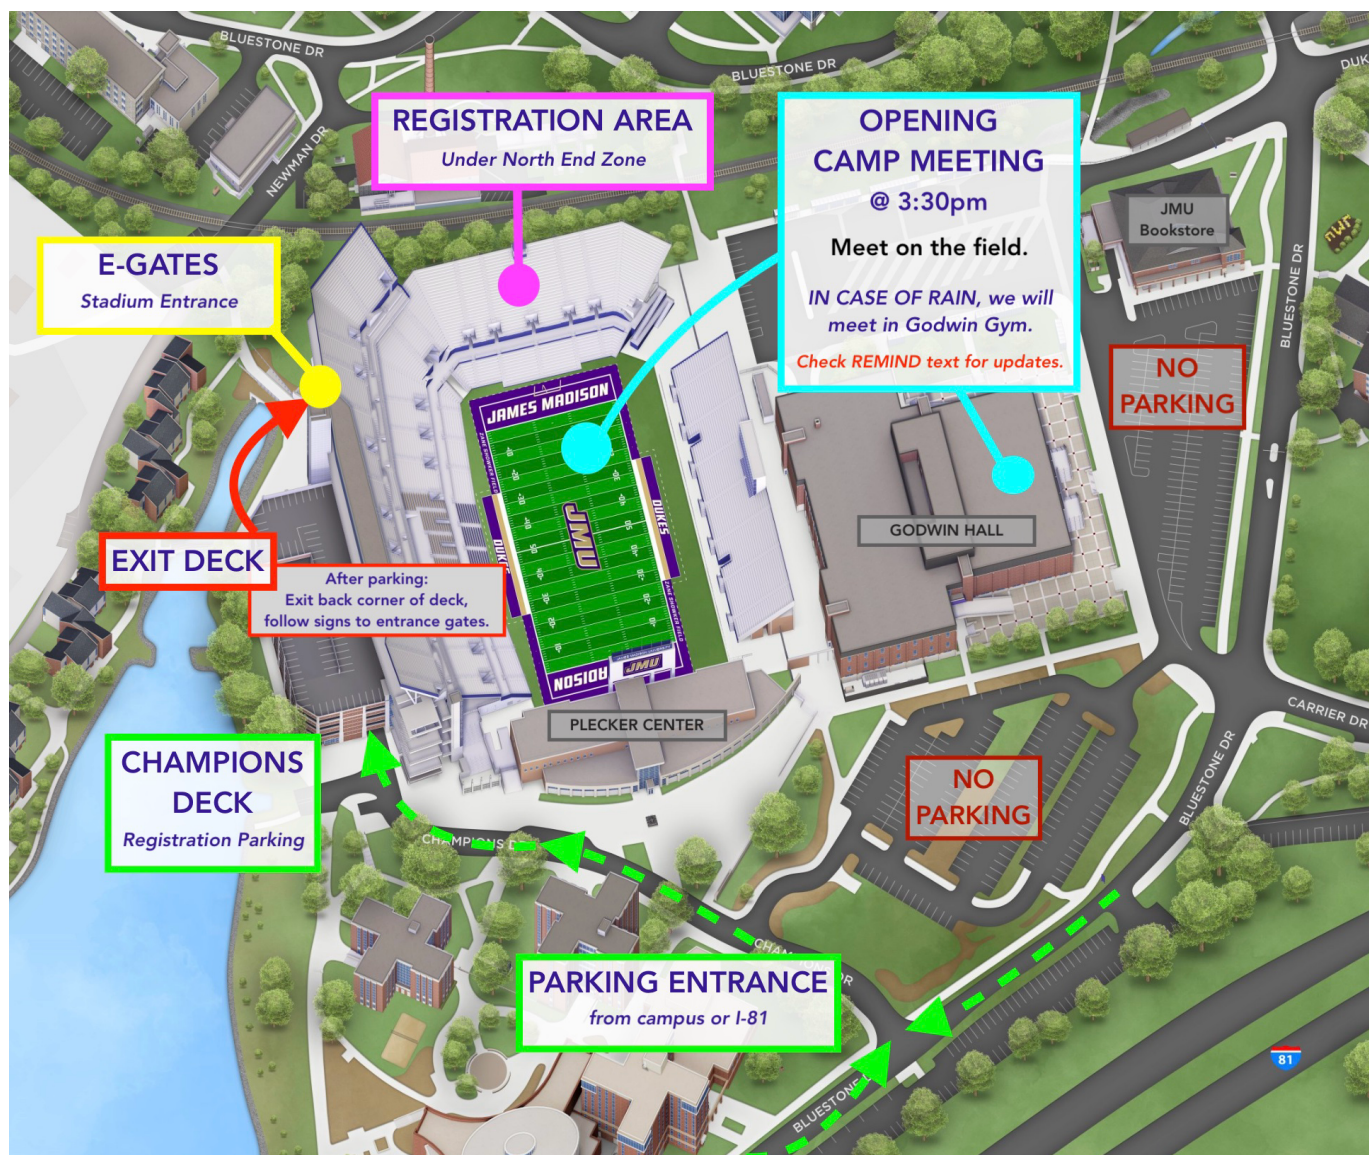 BLUESTONE DR
BLUESTONE DR
NEWMAN DR
REGISTRATION AREA
Under North End Zone
OPENING
CAMP MEETING
@ 3:30pm
Meet on the field.
IN CASE OF RAIN, we will
meet in Godwin Gym.
Check REMIND text for updates.
JMU
Bookstore
E-GATES
Stadium Entrance
BLUESTONE DR
NO
PARKING
JAMES MADISON
DUKES
JMU
GODWIN HALL
EXIT DECK
After parking:
Exit back corner of deck,
follow signs to entrance gates.
JMU
PLECKER CENTER
CARRIER DR
BLUESTONE DR
CHAMPIONS
DECK
Registration Parking
NO
PARKING
PARKING ENTRANCE
from campus or I-81
81